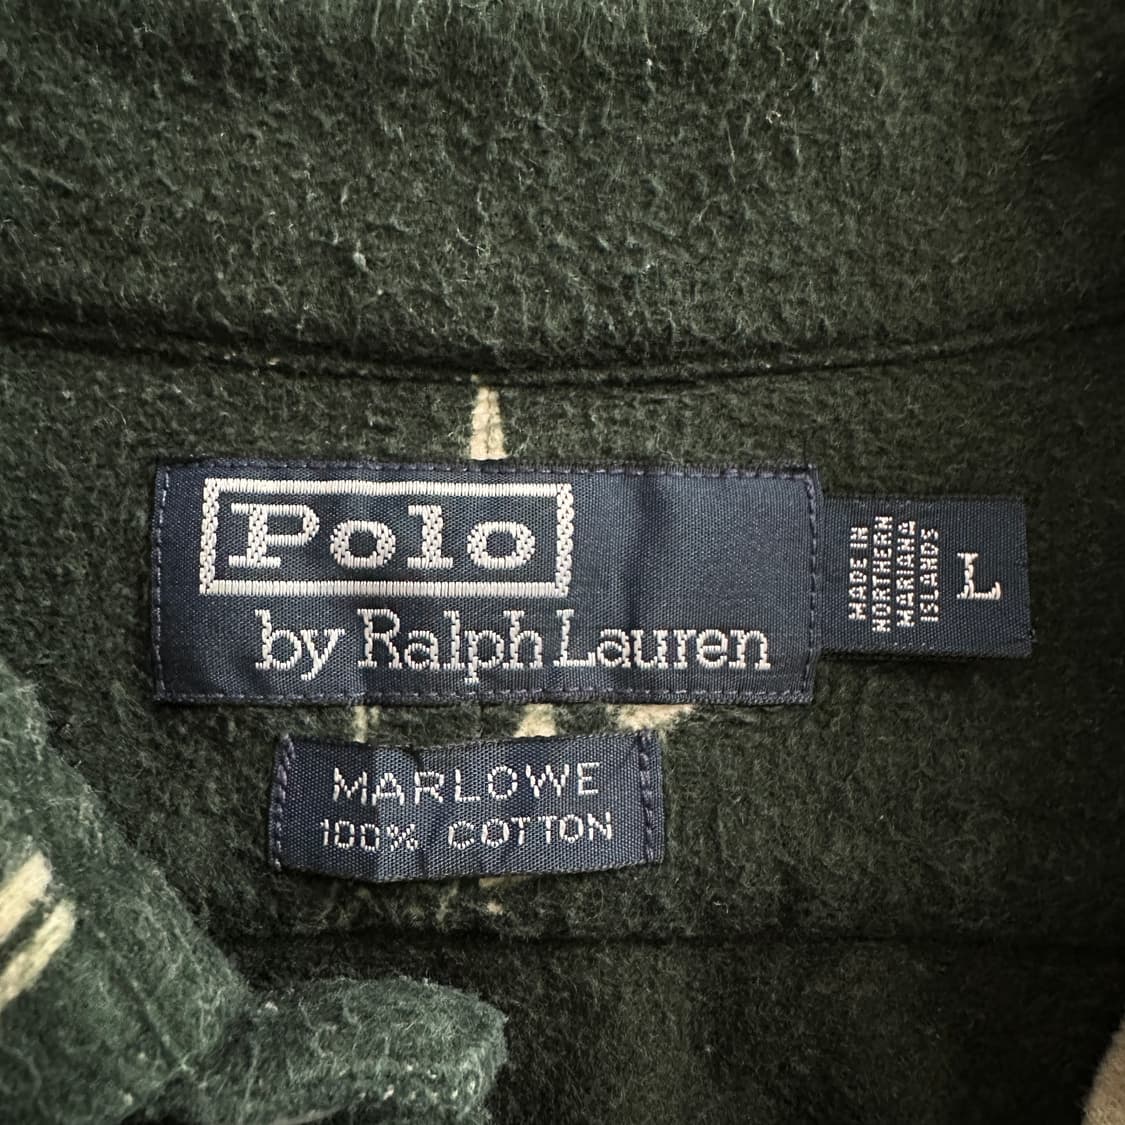 Polo
by Ralph Lauren
MADE IN
NORTHERN
MARIANA
ISLANDS
L
MARLOWE
100% COTTON